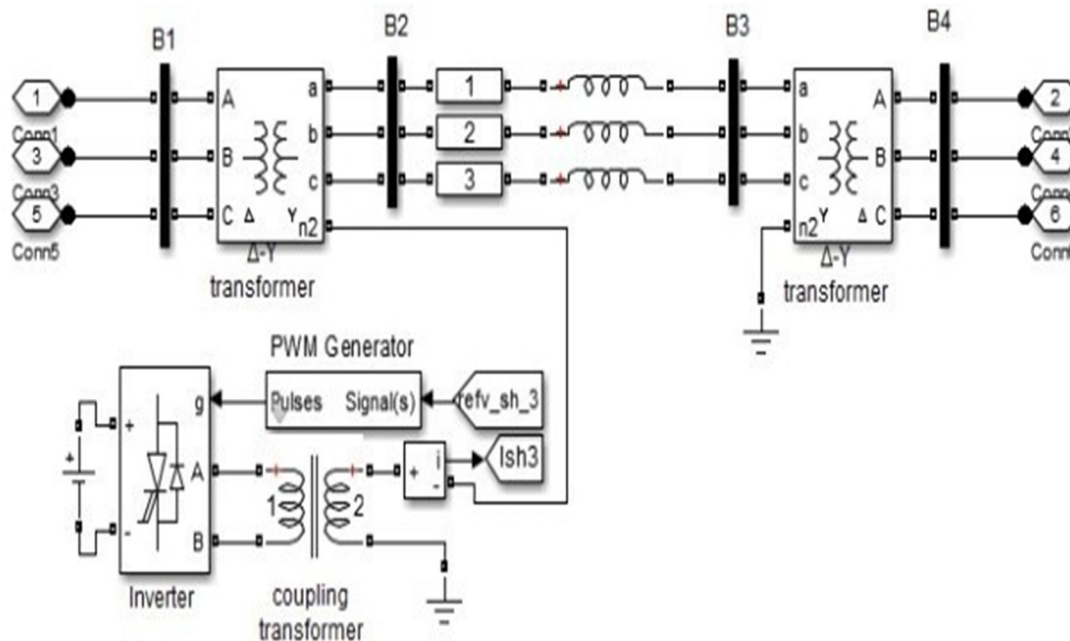 B1
B2
B3
B4
1
Conn1
3
Conn3
5
Conn5
A
B
C
Δ Y
a
b
c
n2
Δ-Y
transformer
1
2
3
a
b
c
n2
Y Δ
A
B
C
Δ-Y
transformer
2
4
6
PWM Generator
Pulses Signal(s)
refv_sh_3
Ish3
g
A
B
+
-
+
Inverter
1 2
coupling
transformer
+
-
i